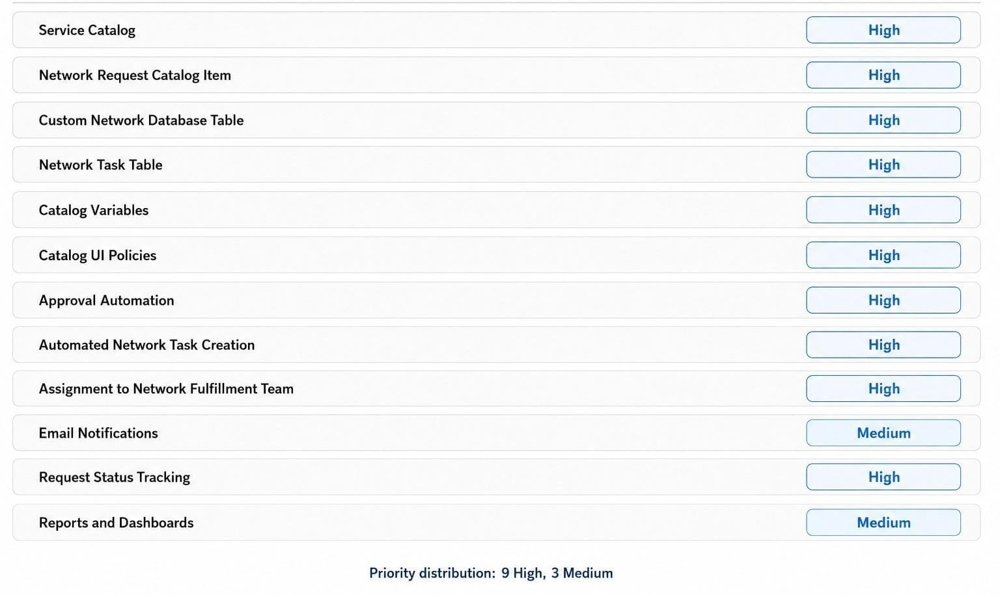 Service Catalog High
Network Request Catalog Item High
Custom Network Database Table High
Network Task Table High
Catalog Variables High
Catalog UI Policies High
Approval Automation High
Automated Network Task Creation High
Assignment to Network Fulfillment Team High
Email Notifications Medium
Request Status Tracking High
Reports and Dashboards Medium
Priority distribution: 9 High, 3 Medium